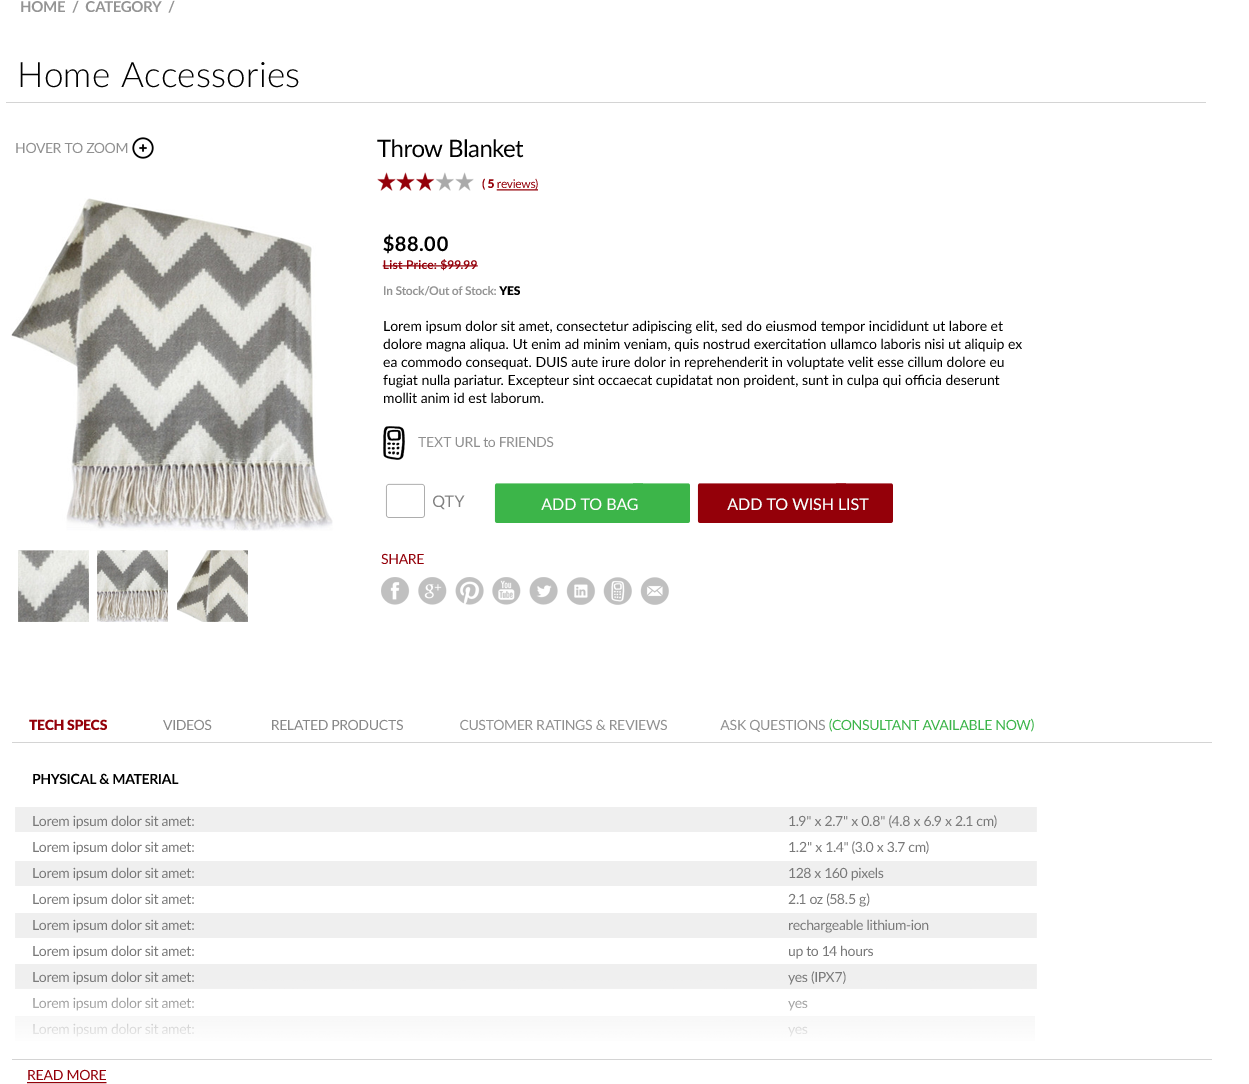 HOME / CATEGORY /
Home Accessories
HOVER TO ZOOM
Throw Blanket
( 5 reviews)
$88.00
List Price: $99.99
In Stock/Out of Stock: YES
Lorem ipsum dolor sit amet, consectetur adipiscing elit, sed do eiusmod tempor incididunt ut labore et
dolore magna aliqua. Ut enim ad minim veniam, quis nostrud exercitation ullamco laboris nisi ut aliquip ex
ea commodo consequat. DUIS aute irure dolor in reprehenderit in voluptate velit esse cillum dolore eu
fugiat nulla pariatur. Excepteur sint occaecat cupidatat non proident, sunt in culpa qui officia deserunt
mollit anim id est laborum.
TEXT URL to FRIENDS
QTY
ADD TO BAG
ADD TO WISH LIST
SHARE
f g+ P You Tube in
TECH SPECS VIDEOS RELATED PRODUCTS CUSTOMER RATINGS & REVIEWS ASK QUESTIONS (CONSULTANT AVAILABLE NOW)
PHYSICAL & MATERIAL
Lorem ipsum dolor sit amet: 1.9" x 2.7" x 0.8" (4.8 x 6.9 x 2.1 cm)
Lorem ipsum dolor sit amet: 1.2" x 1.4" (3.0 x 3.7 cm)
Lorem ipsum dolor sit amet: 128 x 160 pixels
Lorem ipsum dolor sit amet: 2.1 oz (58.5 g)
Lorem ipsum dolor sit amet: rechargeable lithium-ion
Lorem ipsum dolor sit amet: up to 14 hours
Lorem ipsum dolor sit amet: yes (IPX7)
Lorem ipsum dolor sit amet: yes
Lorem ipsum dolor sit amet: yes
READ MORE